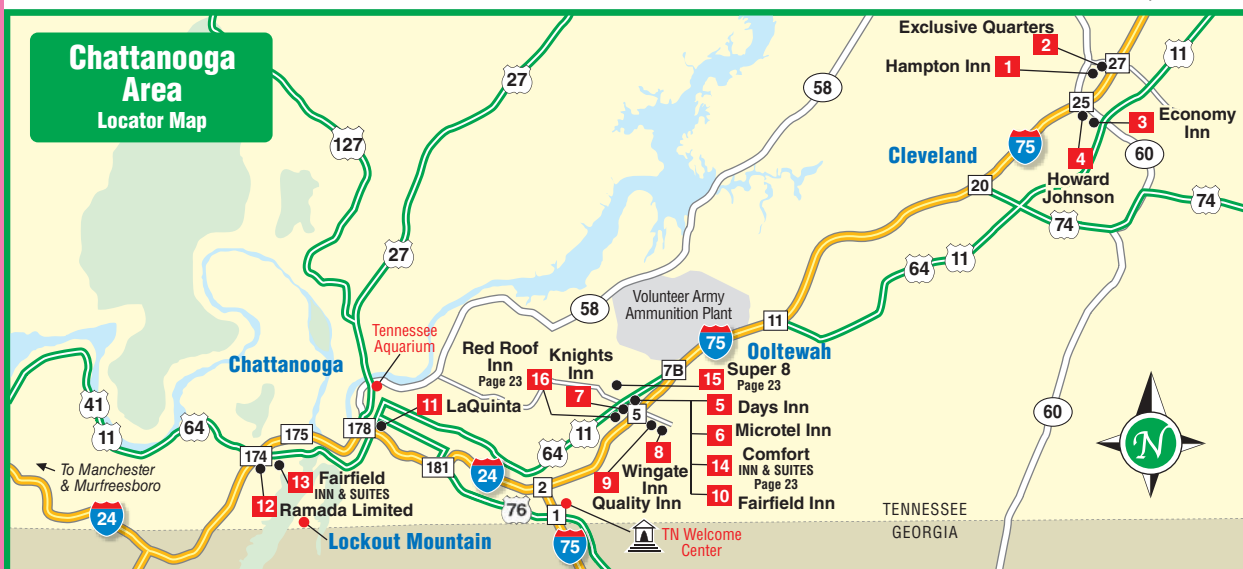 Chattanooga
Area
Locator Map
Exclusive Quarters
2
Hampton Inn 1
27
11
25
3 Economy
Inn
4
Howard
Johnson
60
Cleveland
75
20
74
74
58
27
127
27
64
11
58
Volunteer Army
Ammunition Plant
75
11
Ooltewah
Tennessee
Aquarium
Chattanooga
Red Roof
Inn
Page 23
16
Knights
Inn
7
7B
15 Super 8
Page 23
5 Days Inn
6 Microtel Inn
14 Comfort
INN & SUITES
Page 23
10 Fairfield Inn
5
8
Wingate
Inn
9
Quality Inn
11
64
11 LaQuinta
178
175
174
41
11
64
13 Fairfield
INN & SUITES
12 Ramada Limited
To Manchester
& Murfreesboro
24
181
24
2
76
1
75
TN Welcome
Center
Lockout Mountain
60
N
TENNESSEE
GEORGIA